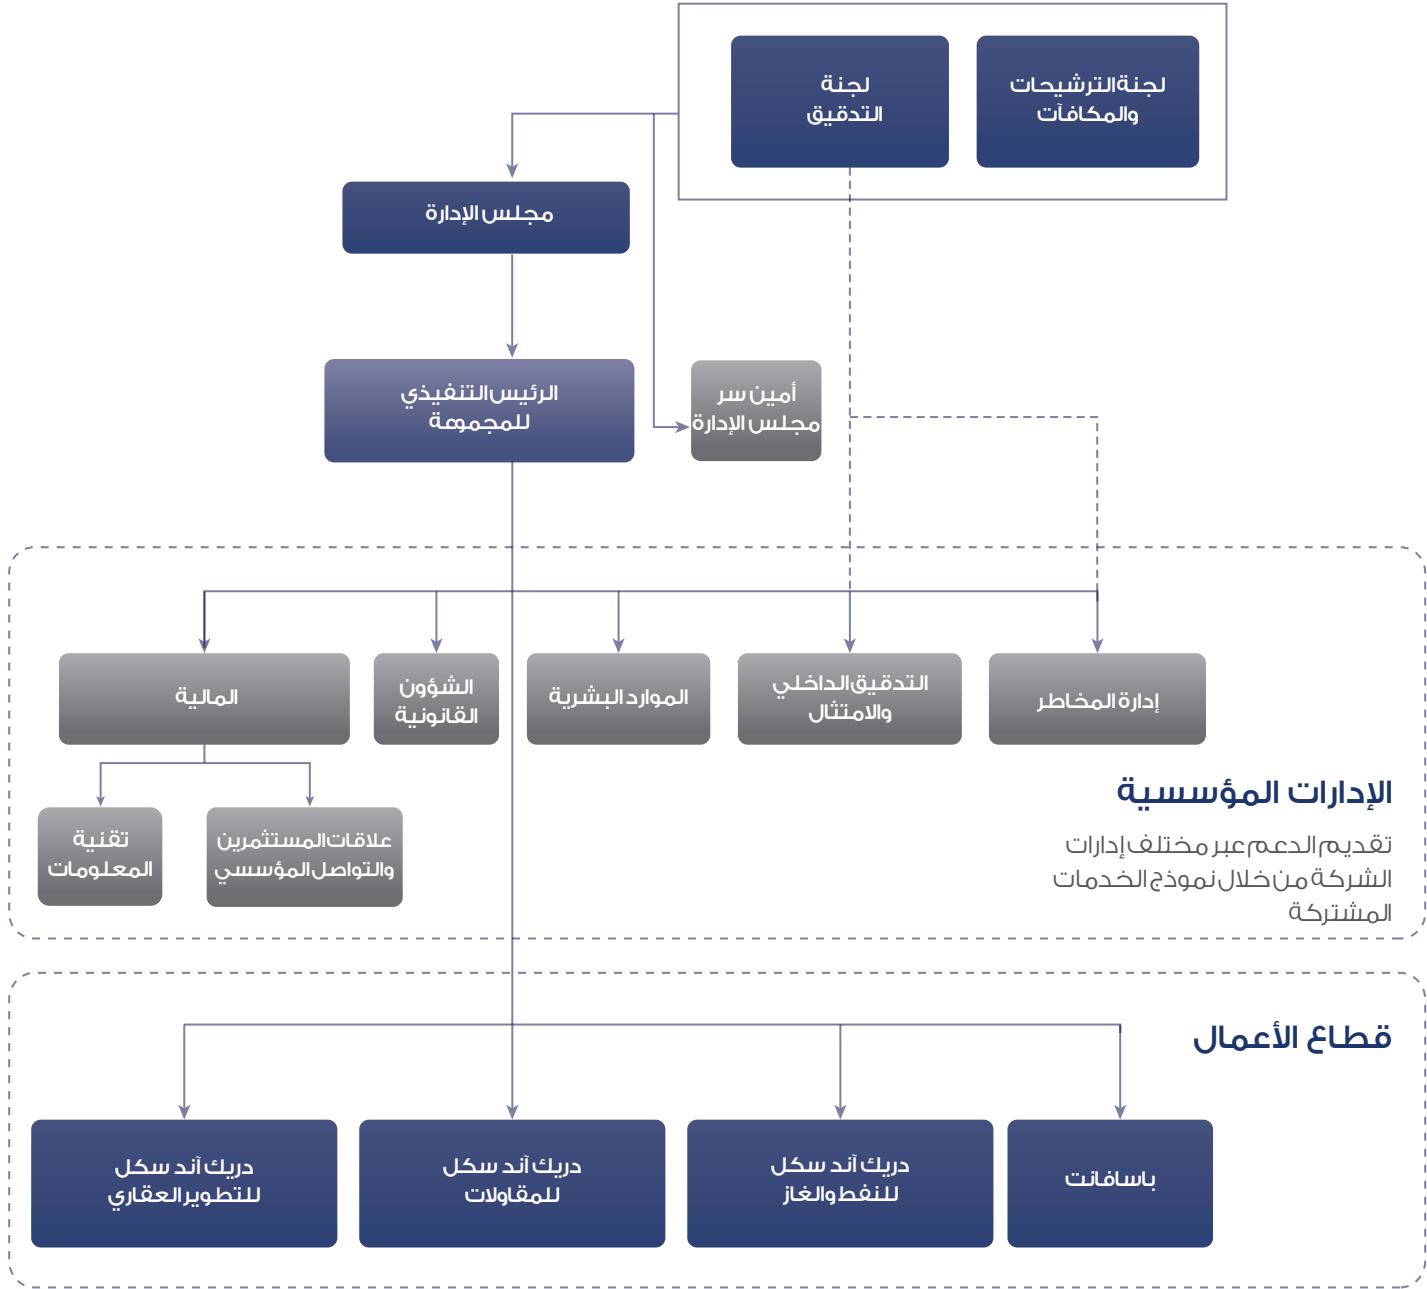 لجنة الترشيحات
والمكافآت
لجنة
التدقيق
مجلس الإدارة
الرئيس التنفيذي
للمجموعة
أمين سر
مجلس الإدارة
إدارة المخاطر
التدقيق الداخلي
والامتثال
الموارد البشرية
الشؤون
القانونية
المالية
علاقات المستثمرين
والتواصل المؤسسي
تقنية
المعلومات
الإدارات المؤسسية
تقديم الدعم عبر مختلف إدارات
الشركة من خلال نموذج الخدمات
المشتركة
قطاع الأعمال
باسافانت
دريك آند سكل
للنفط والغاز
دريك آند سكل
للمقاولات
دريك آند سكل
للتطوير العقاري